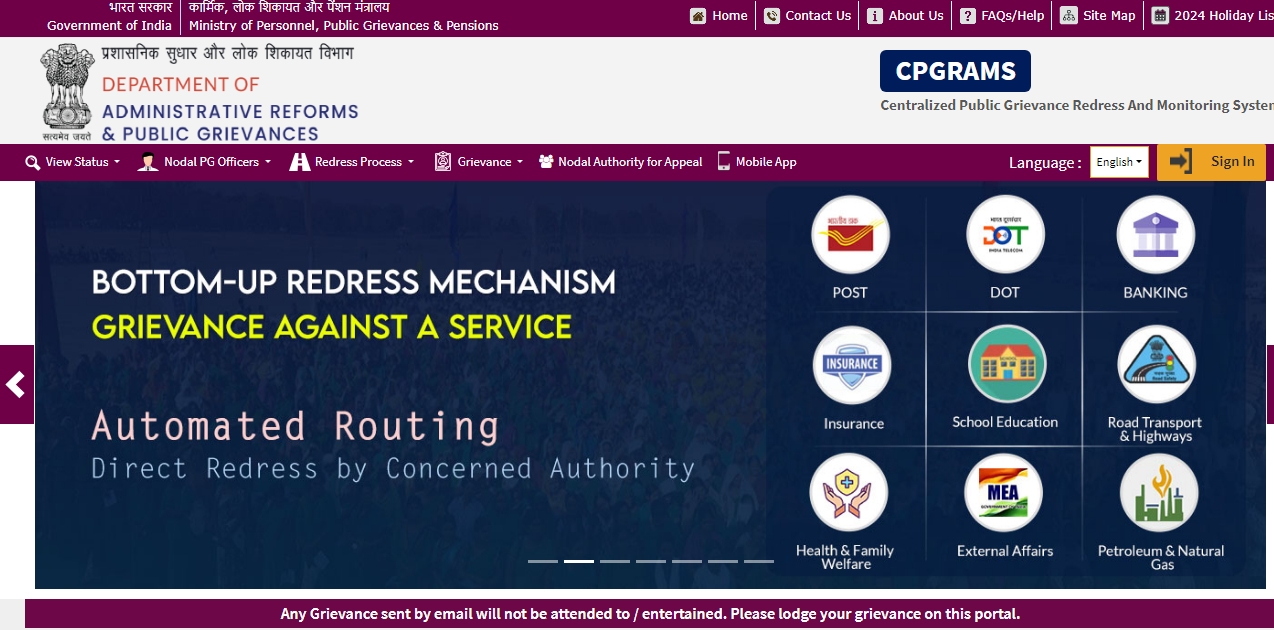 भारत सरकार
Government of India
कार्मिक, लोक शिकायत और पेंशन मंत्रालय
Ministry of Personnel, Public Grievances & Pensions
Home
Contact Us
About Us
FAQs/Help
Site Map
2024 Holiday Lis
प्रशासनिक सुधार और लोक शिकायत विभाग
DEPARTMENT OF
ADMINISTRATIVE REFORMS
& PUBLIC GRIEVANCES
सत्यमेव जयते
CPGRAMS
Centralized Public Grievance Redress And Monitoring System
View Status
Nodal PG Officers
Redress Process
Grievance
Nodal Authority for Appeal
Mobile App
Language :
English
Sign In
BOTTOM-UP REDRESS MECHANISM
GRIEVANCE AGAINST A SERVICE
Automated Routing
Direct Redress by Concerned Authority
भारतीय डाक
POST
भारत दूरसंचार
DOT
INDIA TELECOM
DOT
BANKING
INSURANCE
Insurance
School Education
Road Safety
Road Transport
& Highways
Health & Family
Welfare
MEA
External Affairs
Petroleum & Natural
Gas
Any Grievance sent by email will not be attended to / entertained. Please lodge your grievance on this portal.